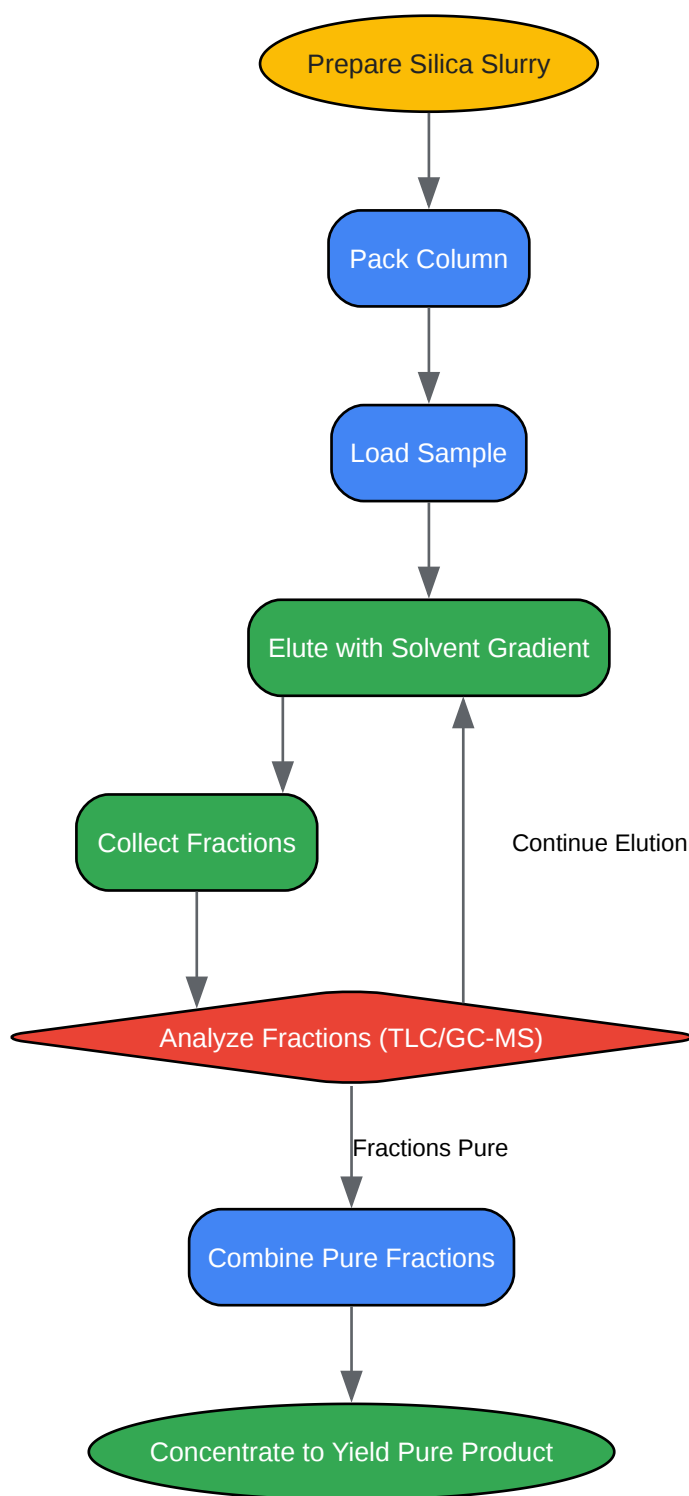 Prepare Silica Slurry
Pack Column
Load Sample
Elute with Solvent Gradient
Collect Fractions
Continue Elution
Analyze Fractions (TLC/GC-MS)
Fractions Pure
Combine Pure Fractions
Concentrate to Yield Pure Product